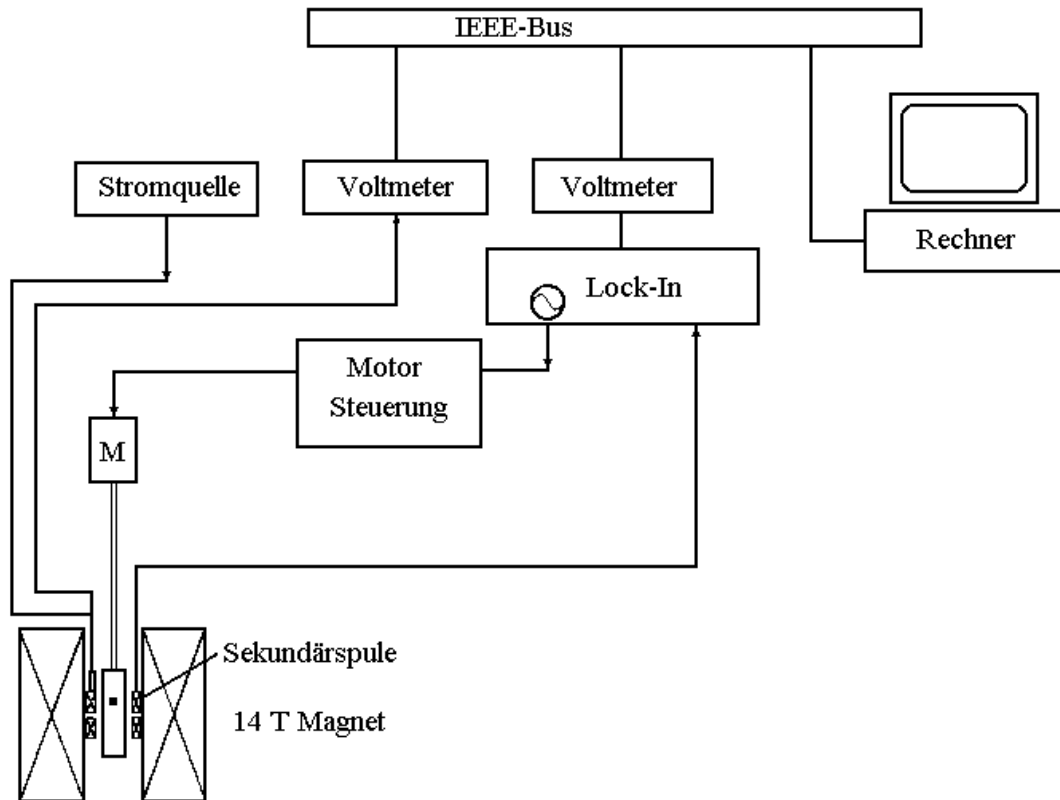 IEEE-Bus
Stromquelle
Voltmeter
Voltmeter
Rechner
Lock-In
Motor
Steuerung
M
Sekundärspule
14 T Magnet